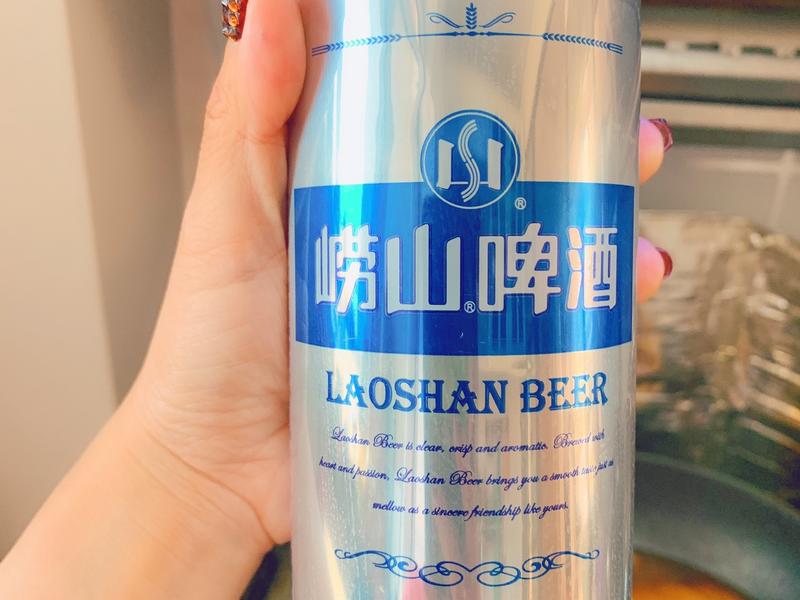 崂山®啤酒
LAOSHAN BEER
Laoshan Beer is clear, crisp and aromatic. Brewed with
heart and passion, Laoshan Beer brings you a smooth taste just as
mellow as a sincere friendship like yours.